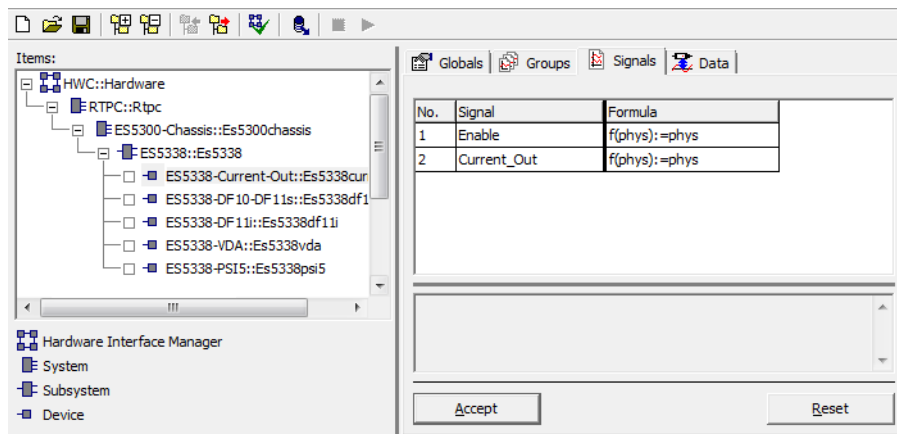 Items:
HWC::Hardware
RTPC::Rtpc
ES5300-Chassis::Es5300chassis
ES5338::Es5338
ES5338-Current-Out::Es5338cur
ES5338-DF10-DF11s::Es5338df1
ES5338-DF11i::Es5338df11i
ES5338-VDA::Es5338vda
ES5338-PSI5::Es5338psi5
Hardware Interface Manager
System
Subsystem
Device
Globals Groups Signals Data
No. Signal Formula
1 Enable f(phys):=phys
2 Current_Out f(phys):=phys
Accept Reset